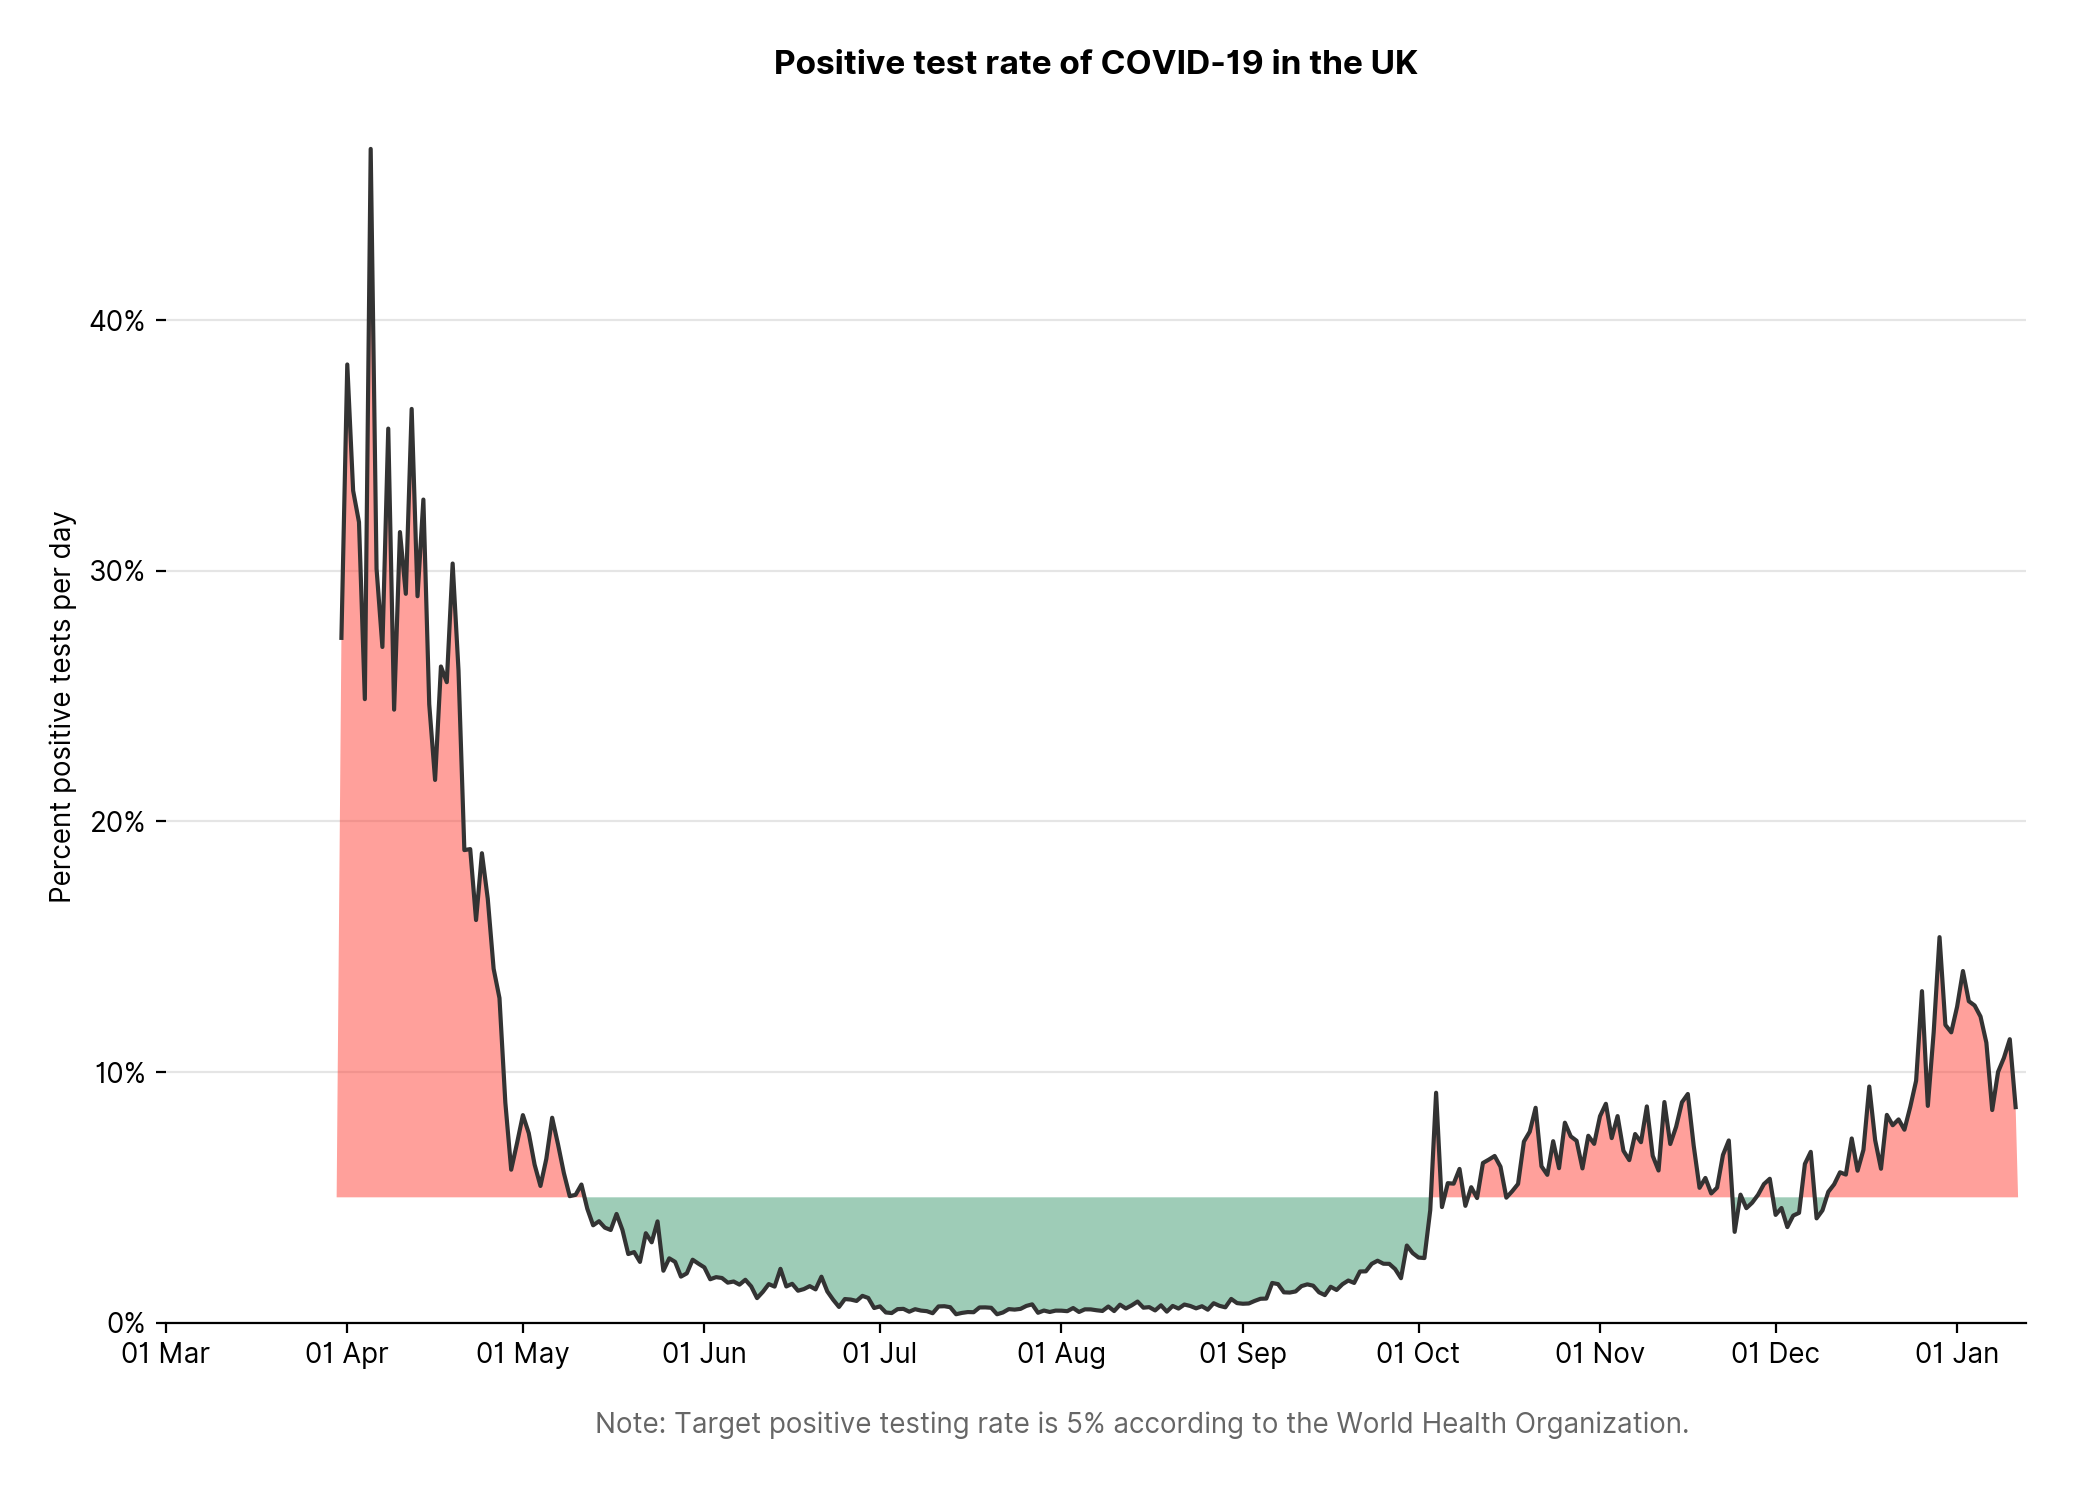 Positive test rate of COVID-19 in the UK
Percent positive tests per day
40%
30%
20%
10%
0%
01 Mar
01 Apr
01 May
01 Jun
01 Jul
01 Aug
01 Sep
01 Oct
01 Nov
01 Dec
01 Jan
Note: Target positive testing rate is 5% according to the World Health Organization.